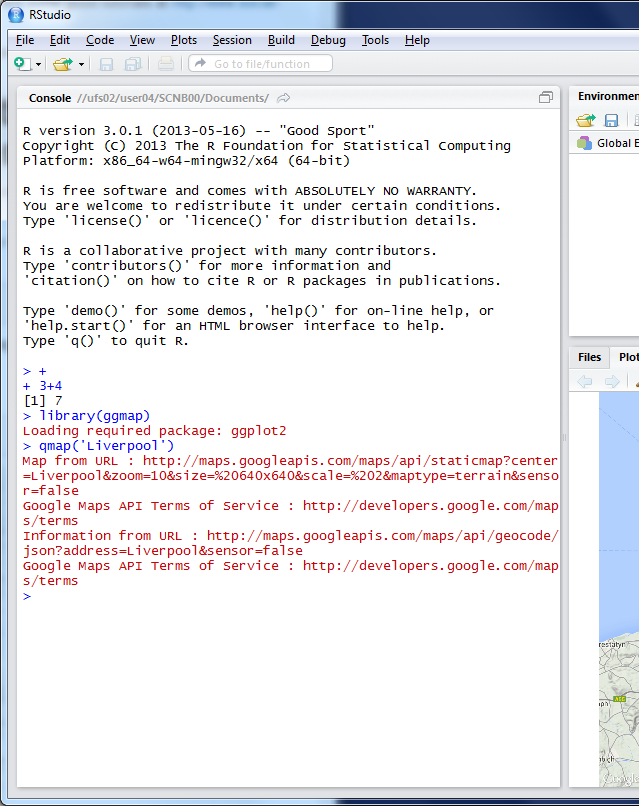 RStudio
File Edit Code View Plots Session Build Debug Tools Help
Go to file/function
Console //ufs02/user04/SCNB00/Documents/
R version 3.0.1 (2013-05-16) -- "Good Sport"
Copyright (C) 2013 The R Foundation for Statistical Computing
Platform: x86_64-w64-mingw32/x64 (64-bit)
R is free software and comes with ABSOLUTELY NO WARRANTY.
You are welcome to redistribute it under certain conditions.
Type 'license()' or 'licence()' for distribution details.
R is a collaborative project with many contributors.
Type 'contributors()' for more information and
'citation()' on how to cite R or R packages in publications.
Type 'demo()' for some demos, 'help()' for on-line help, or
'help.start()' for an HTML browser interface to help.
Type 'q()' to quit R.
> +
+ 3+4
[1] 7
> library(ggmap)
Loading required package: ggplot2
> qmap('Liverpool')
Map from URL : http://maps.googleapis.com/maps/api/staticmap?center
=Liverpool&zoom=10&size=%20640x640&scale=%202&maptype=terrain&senso
r=false
Google Maps API Terms of Service : http://developers.google.com/map
s/terms
Information from URL : http://maps.googleapis.com/maps/api/geocode/
json?address=Liverpool&sensor=false
Google Maps API Terms of Service : http://developers.google.com/map
s/terms
>
Environmen
Global E
Files Plot
restatyn
Google